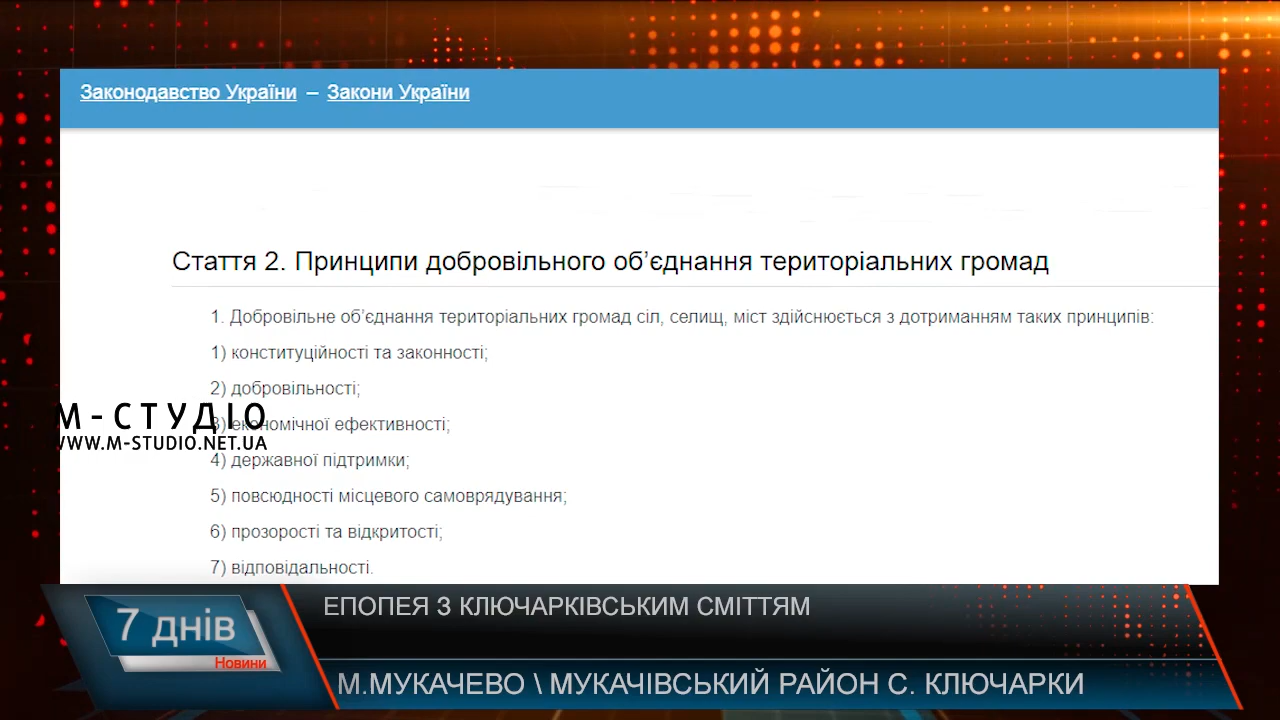 Законодавство України – Закони України
Стаття 2. Принципи добровільного об’єднання територіальних громад
1. Добровільне об’єднання територіальних громад сіл, селищ, міст здійснюється з дотриманням таких принципів:
1) конституційності та законності;
2) добровільності;
М-СТУДІО
3) економічної ефективності;
WWW.M-STUDIO.NET.UA
4) державної підтримки;
5) повсюдності місцевого самоврядування;
6) прозорості та відкритості;
7) відповідальності.
ЕПОПЕЯ З КЛЮЧАРКІВСЬКИМ СМІТТЯМ
7 днів
Новини
М.МУКАЧЕВО \ МУКАЧІВСЬКИЙ РАЙОН С. КЛЮЧАРКИ